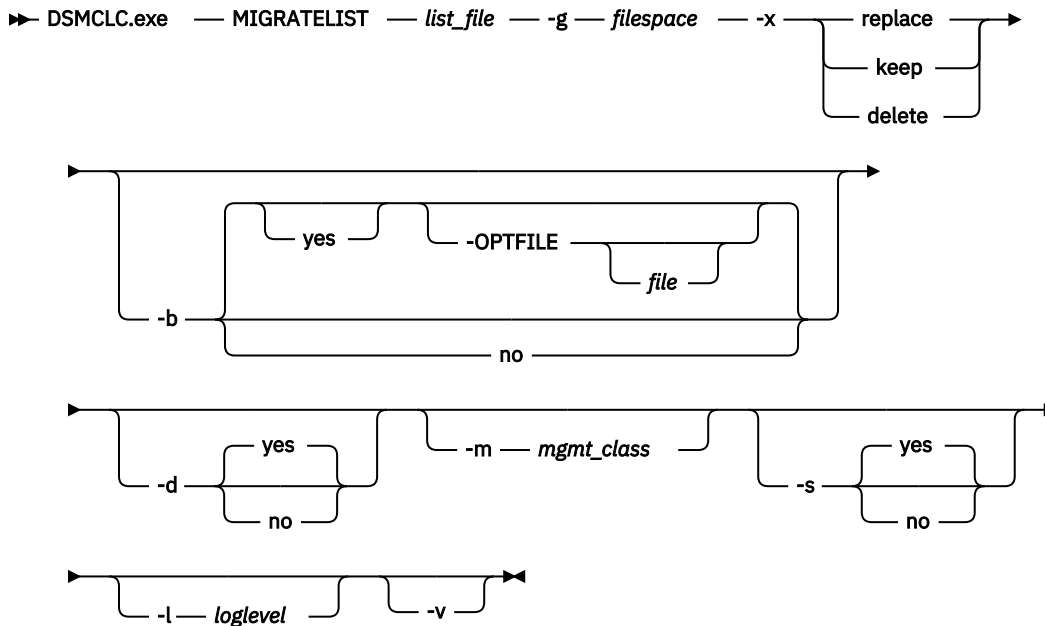 DSMCLC.exe MIGRATELIST list_file -g filespace -x replace
keep
delete
yes
-OPTFILE
file
-b
no
yes
-d
no
-m mgmt_class
yes
-s
no
-l loglevel
-v